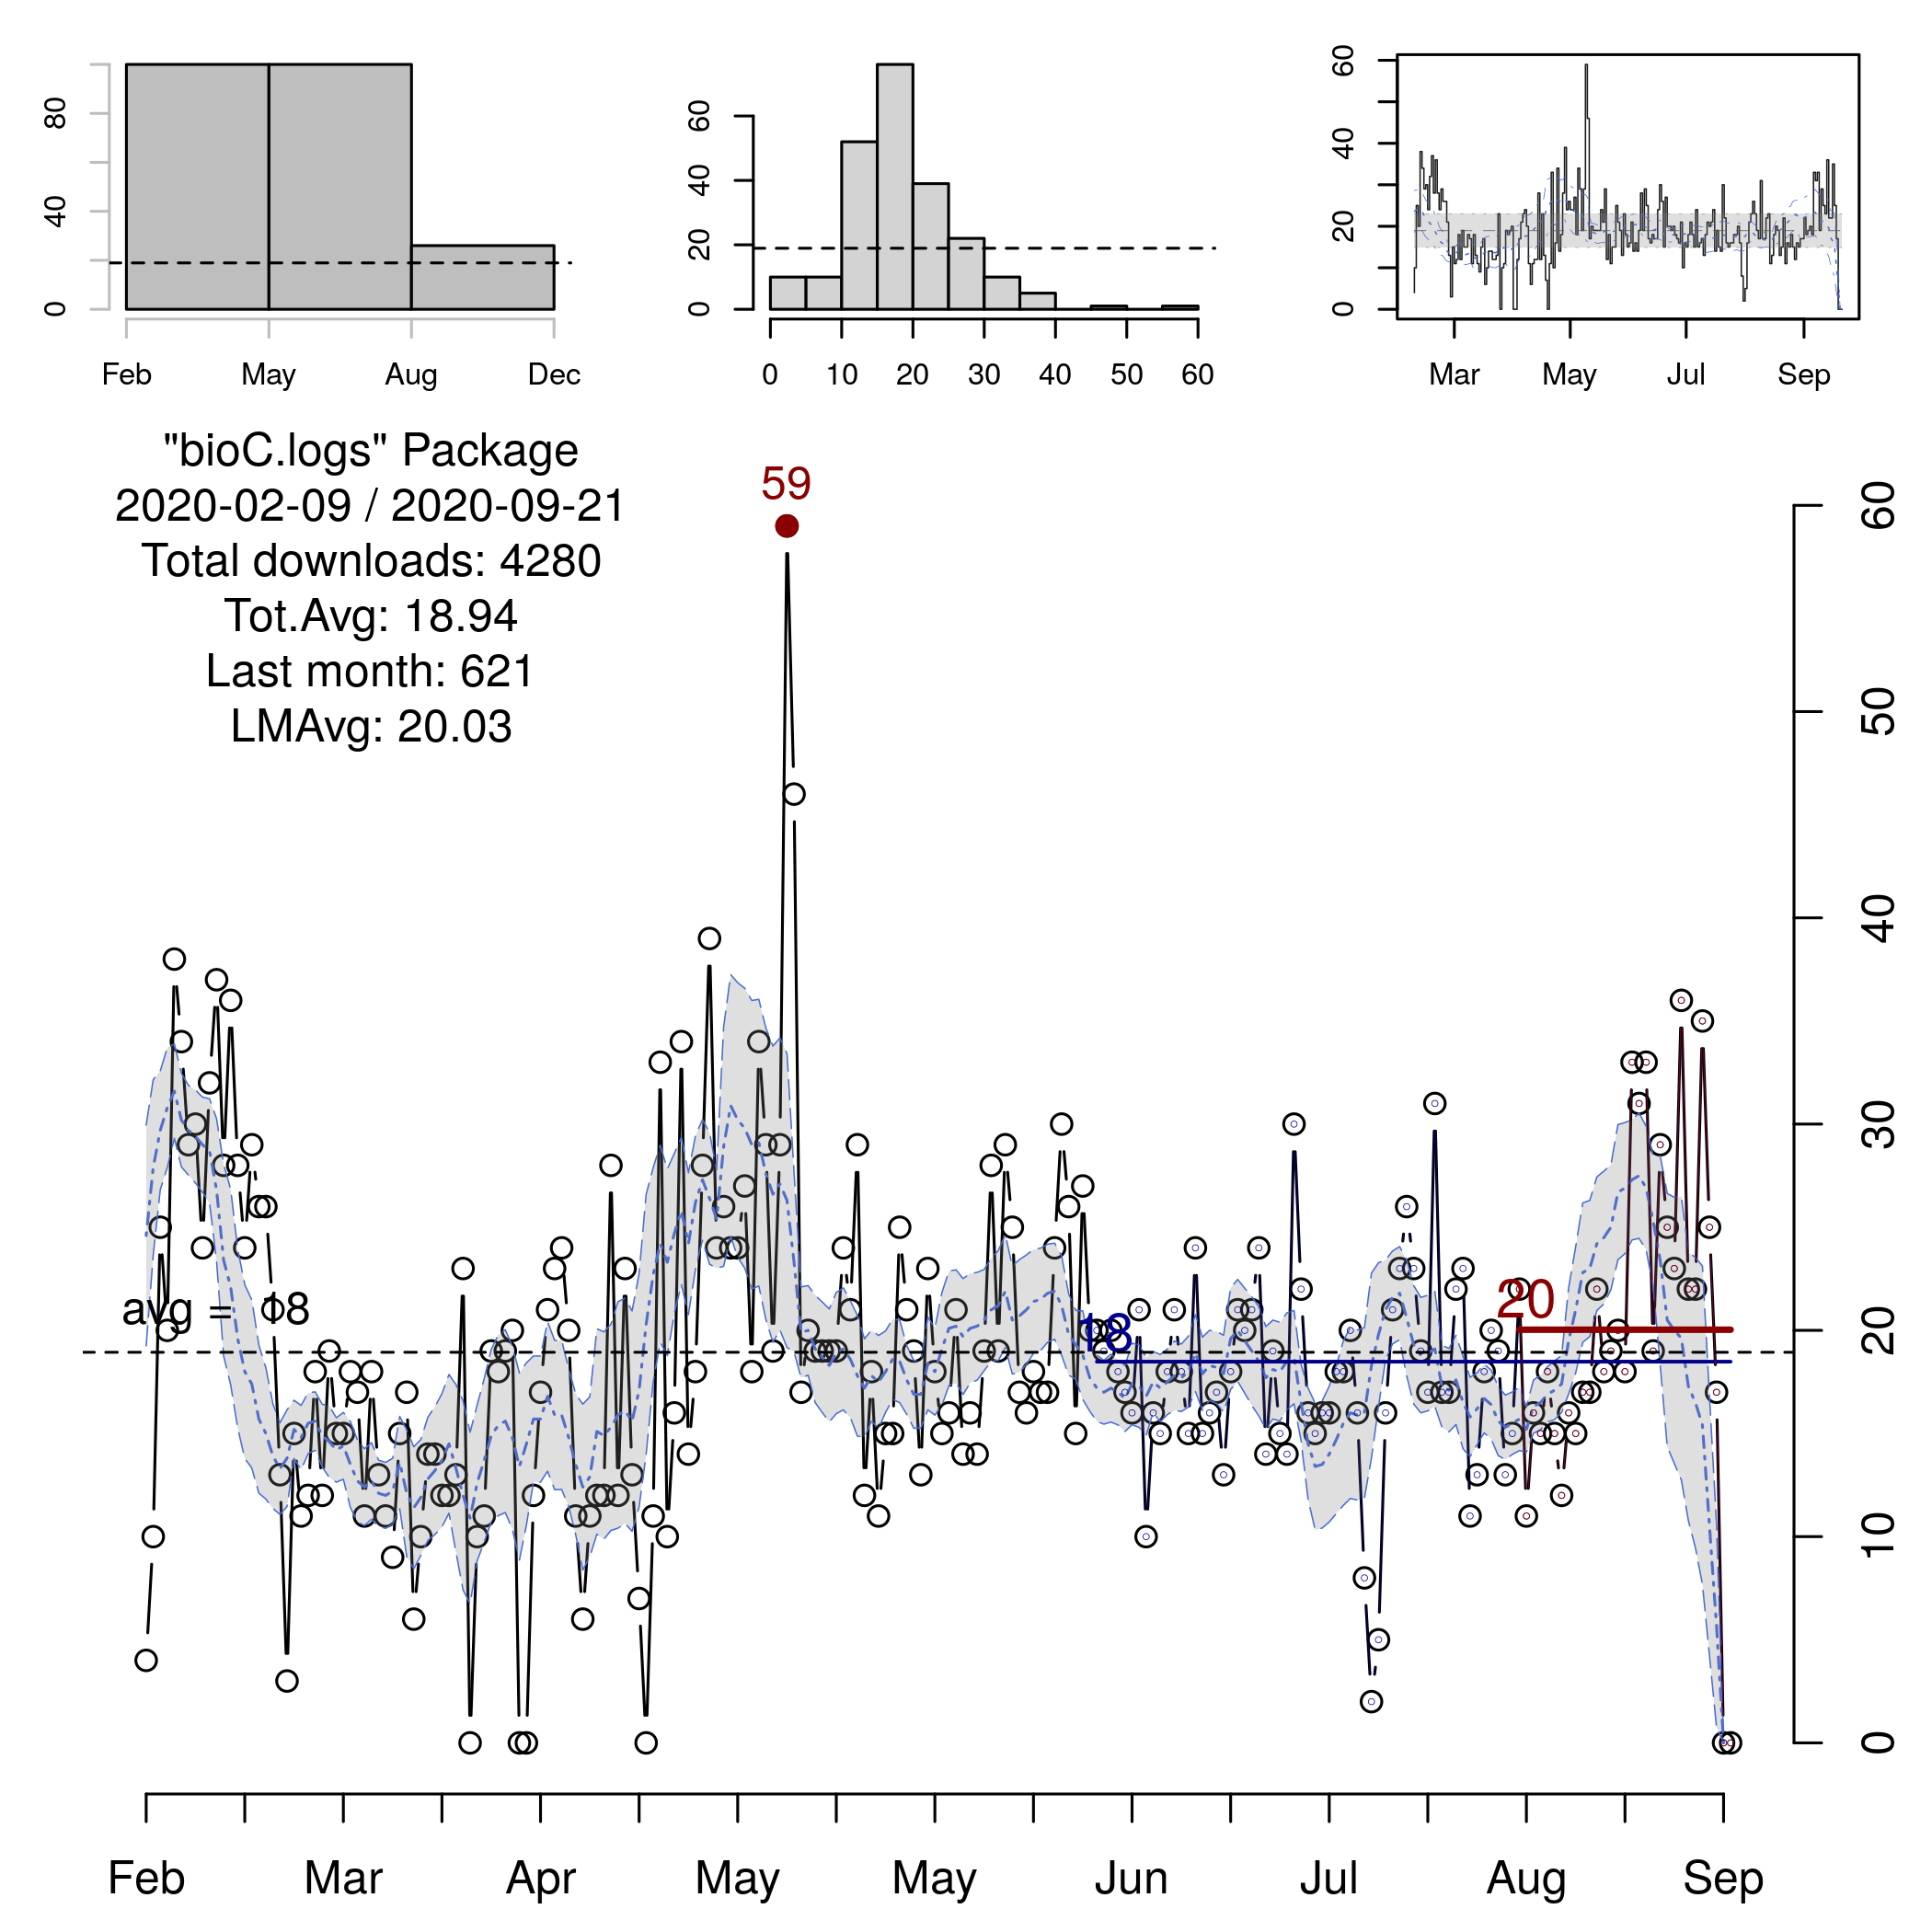 80
40
0
Feb May Aug Dec
60
40
20
0
0 10 20 30 40 50 60
60
40
20
0
Mar May Jul Sep
"bioC.logs" Package
2020-02-09 / 2020-09-21
Total downloads: 4280
Tot.Avg: 18.94
Last month: 621
LMAvg: 20.03
59
avg = 18
18
20
60
50
40
30
20
10
0
Feb Mar Apr May May Jun Jul Aug Sep